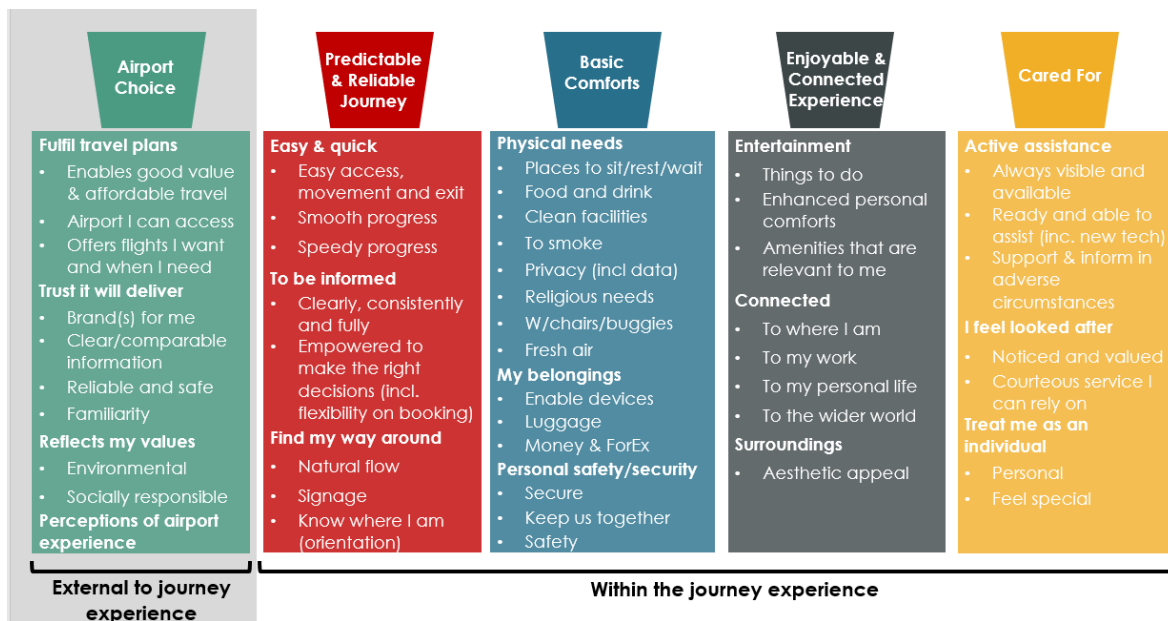 Airport
Choice
Fulfil travel plans
• Enables good value
& affordable travel
• Airport I can access
• Offers flights I want
and when I need
Trust it will deliver
• Brand(s) for me
• Clear/comparable
information
• Reliable and safe
• Familiarity
Reflects my values
• Environmental
• Socially responsible
Perceptions of airport
experience
Predictable
& Reliable
Journey
Easy & quick
• Easy access,
movement and exit
• Smooth progress
• Speedy progress
To be informed
• Clearly, consistently
and fully
• Empowered to
make the right
decisions (incl.
flexibility on booking)
Find my way around
• Natural flow
• Signage
• Know where I am
(orientation)
Basic
Comforts
Physical needs
• Places to sit/rest/wait
• Food and drink
• Clean facilities
• To smoke
• Privacy (incl data)
• Religious needs
• W/chairs/buggies
• Fresh air
My belongings
• Enable devices
• Luggage
• Money & ForEx
Personal safety/security
• Secure
• Keep us together
• Safety
Enjoyable &
Connected
Experience
Entertainment
• Things to do
• Enhanced personal
comforts
• Amenities that are
relevant to me
Connected
• To where I am
• To my work
• To my personal life
• To the wider world
Surroundings
• Aesthetic appeal
Cared For
Active assistance
• Always visible and
available
• Ready and able to
assist (inc. new tech)
• Support & inform in
adverse
circumstances
I feel looked after
• Noticed and valued
• Courteous service I
can rely on
Treat me as an
individual
• Personal
• Feel special
External to journey
experience
Within the journey experience